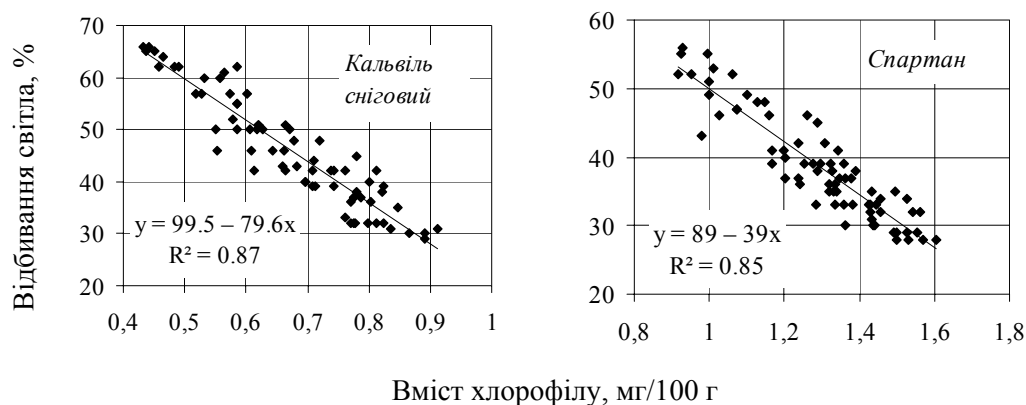 Відбивання світла, %
70
60
50
40
30
20
0,4 0,5 0,6 0,7 0,8 0,9 1
Кальвіль
сніговий
y = 99.5 – 79.6x
R² = 0.87
60
50
40
30
20
0,8 1 1,2 1,4 1,6 1,8
Спартан
y = 89 – 39x
R² = 0.85
Вміст хлорофілу, мг/100 г